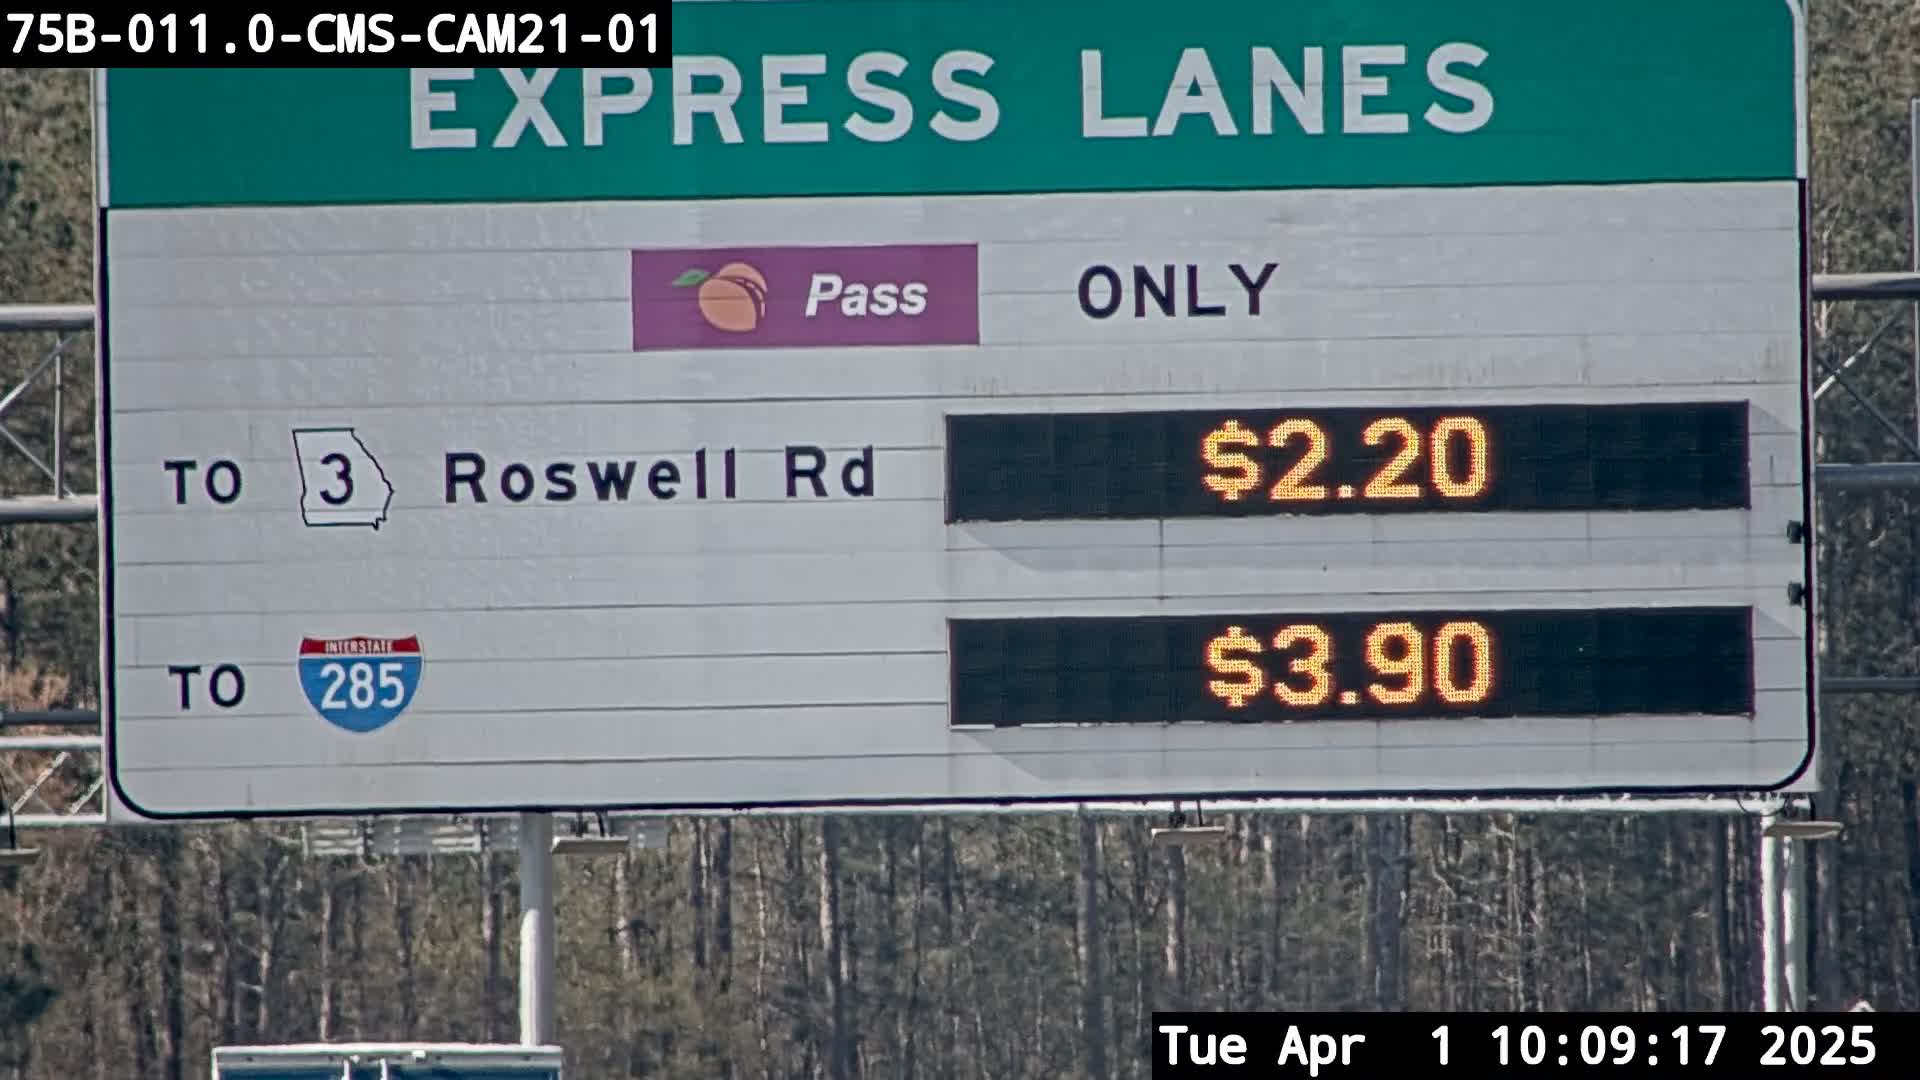 75B-011.0-CMS-CAM21-01
EXPRESS LANES
Pass ONLY
TO 3 Roswell Rd $2.20
INTERSTATE
TO 285 $3.90
Tue Apr 1 10:09:17 2025